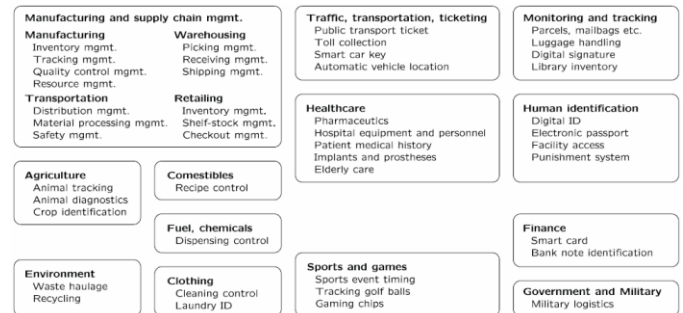 Manufacturing and supply chain mgmt.
Manufacturing
Inventory mgmt.
Tracking mgmt.
Quality control mgmt.
Resource mgmt.
Warehousing
Picking mgmt.
Receiving mgmt.
Shipping mgmt.
Transportation
Distribution mgmt.
Material processing mgmt.
Safety mgmt.
Retailing
Inventory mgmt.
Shelf-stock mgmt.
Checkout mgmt.
Traffic, transportation, ticketing
Public transport ticket
Toll collection
Smart car key
Automatic vehicle location
Monitoring and tracking
Parcels, mailbags etc.
Luggage handling
Digital signature
Library inventory
Healthcare
Pharmaceutics
Hospital equipment and personnel
Patient medical history
Implants and prostheses
Elderly care
Human identification
Digital ID
Electronic passport
Facility access
Punishment system
Agriculture
Animal tracking
Animal diagnostics
Crop identification
Comestibles
Recipe control
Fuel, chemicals
Dispensing control
Finance
Smart card
Bank note identification
Environment
Waste haulage
Recycling
Clothing
Cleaning control
Laundry ID
Sports and games
Sports event timing
Tracking golf balls
Gaming chips
Government and Military
Military logistics